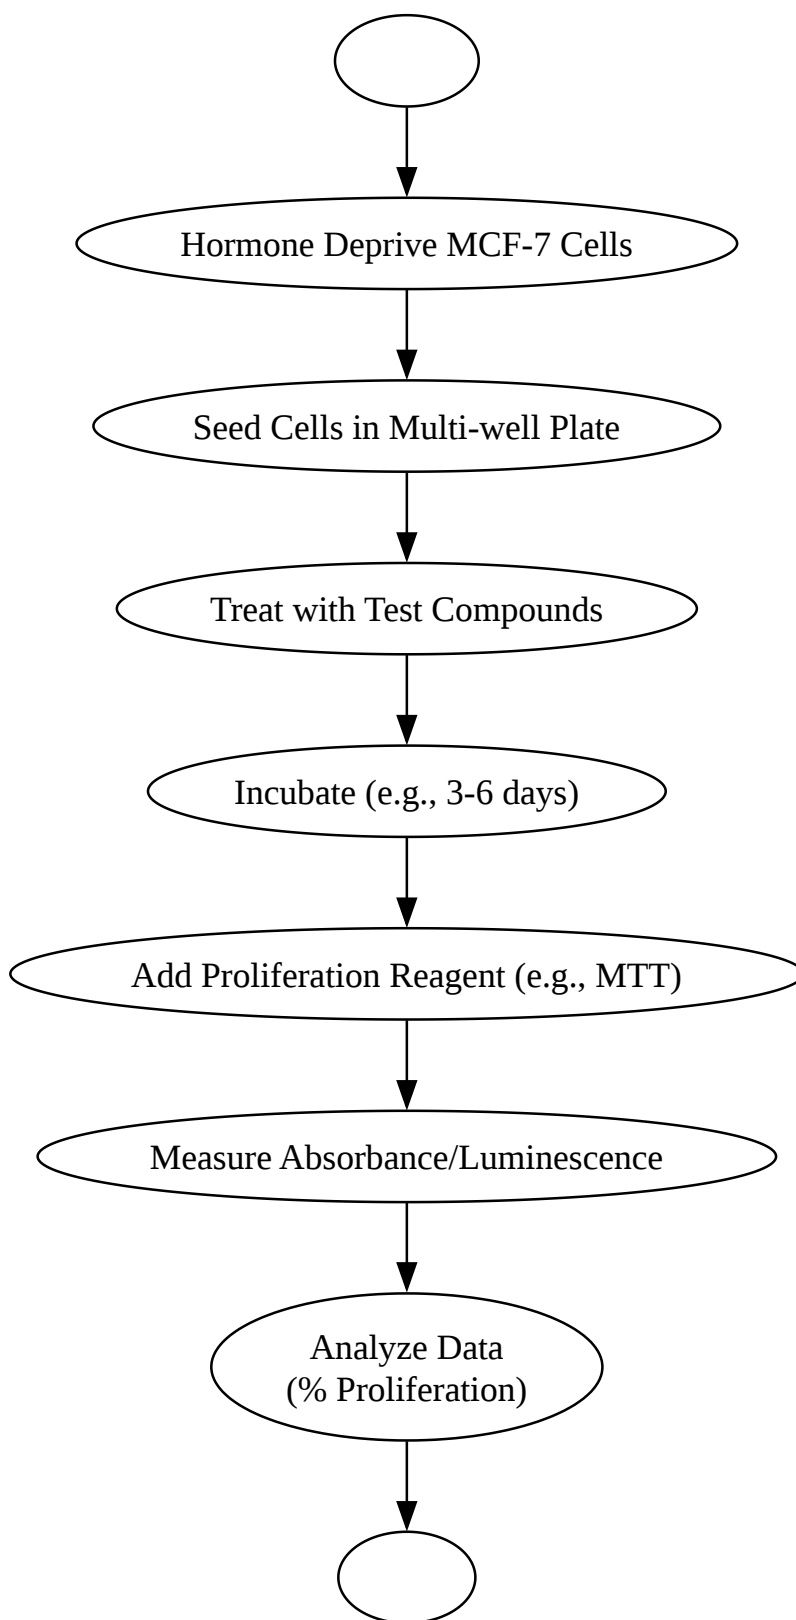 Hormone Deprive MCF-7 Cells
Seed Cells in Multi-well Plate
Treat with Test Compounds
Incubate (e.g., 3-6 days)
Add Proliferation Reagent (e.g., MTT)
Measure Absorbance/Luminescence
Analyze Data
(% Proliferation)